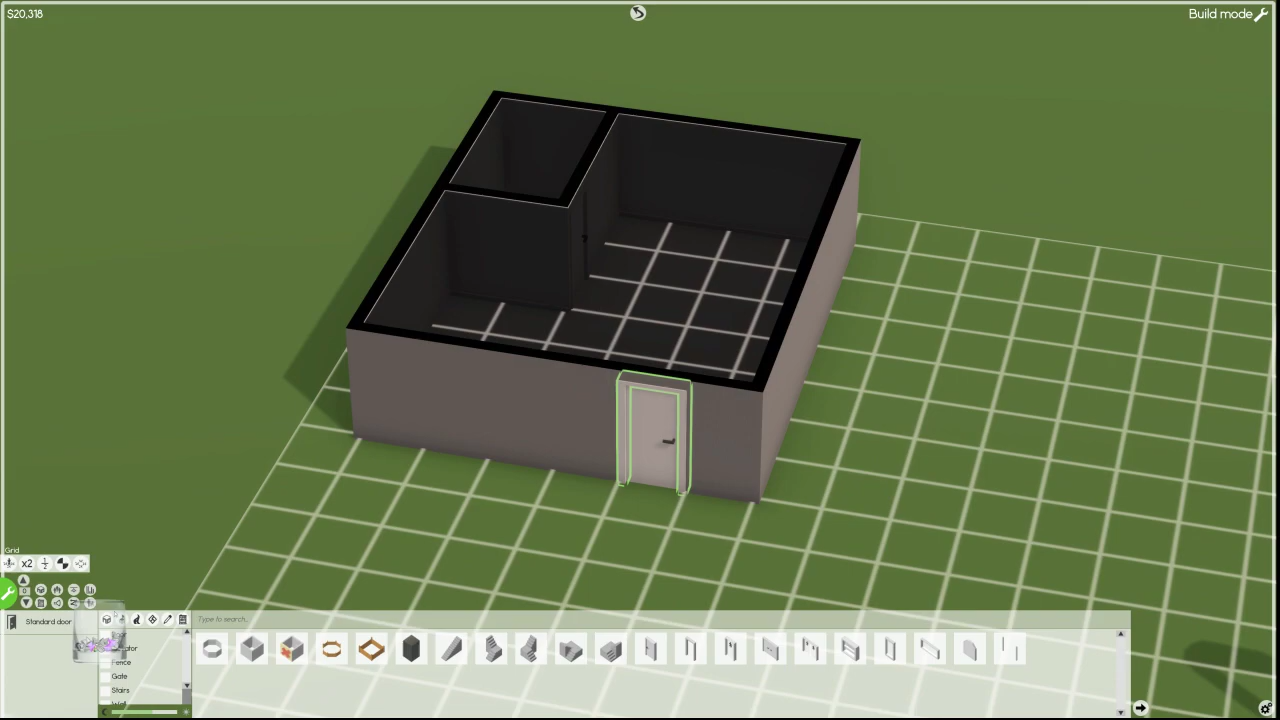 $20,318
Build mode
Grid
x2
Standard door
Type to search..
Fence
Gate
Stairs